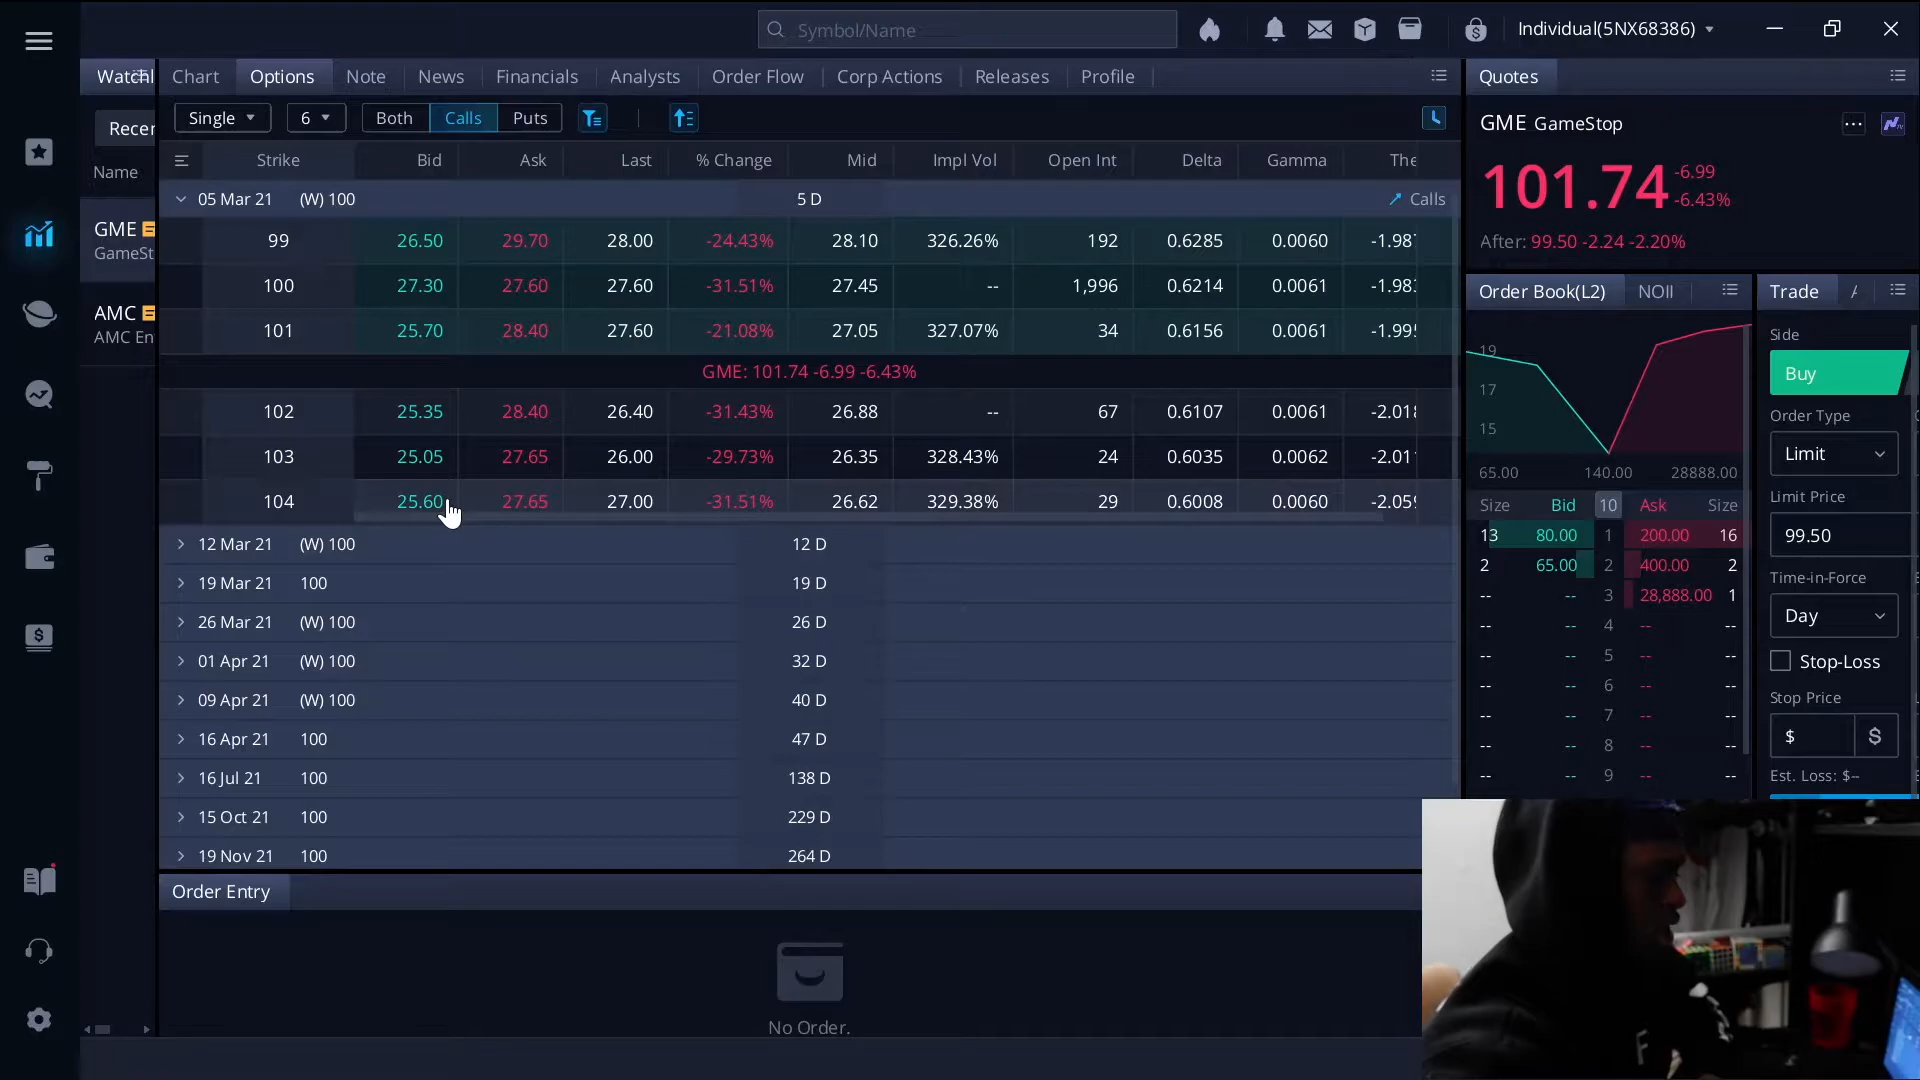 Symbol/Name
Individual(5NX68386)
Chart Options Note News Financials Analysts Order Flow Corp Actions Releases Profile
Quotes
Single 6 Both Calls Puts
Recer
Name
GME
GameSt
AMC
AMC En
GME GameStop
101.74 -6.99
-6.43%
After: 99.50 -2.24 -2.20%
Strike Bid Ask Last % Change Mid Impl Vol Open Int Delta Gamma The
05 Mar 21 (W) 100 5 D Calls
99 26.50 29.70 28.00 -24.43% 28.10 326.26% 192 0.6285 0.0060 -1.987
100 27.30 27.60 27.60 -31.51% 27.45 -- 1,996 0.6214 0.0061
101 25.70 28.40 27.60 -21.08% 27.05 327.07% 34 0.6156 0.0061
GME: 101.74 -6.99 -6.43%
102 25.35 28.40 26.40 -31.43% 26.88 -- 67 0.6107 0.0061
103 25.05 27.65 26.00 -29.73% 26.35 328.43% 24 0.6035 0.0062
104 25.60 27.65 27.00 -31.51% 26.62 329.38% 29 0.6008 0.0060
12 Mar 21 (W) 100 12 D
19 Mar 21 100 19 D
26 Mar 21 (W) 100 26 D
01 Apr 21 (W) 100 32 D
09 Apr 21 (W) 100 40 D
16 Apr 21 100 47 D
16 Jul 21 100 138 D
15 Oct 21 100 229 D
19 Nov 21 100 264 D
Order Entry
No Order.
Order Book(L2) NOII
19
17
15
65.00 140.00 28888.00
Size Bid 10 Ask Size
13 80.00 1 200.00 16
2 65.00 2 400.00 2
-- -- 3 28,888.00 1
-- -- 4 -- --
-- -- 5 -- --
-- -- 6 -- --
-- -- 7 -- --
-- -- 8 -- --
-- -- 9 -- --
Trade
Side
Buy
Order Type
Limit
Limit Price
99.50
Time-in-Force
Day
Stop-Loss
Stop Price
$ $
Est. Loss: $--